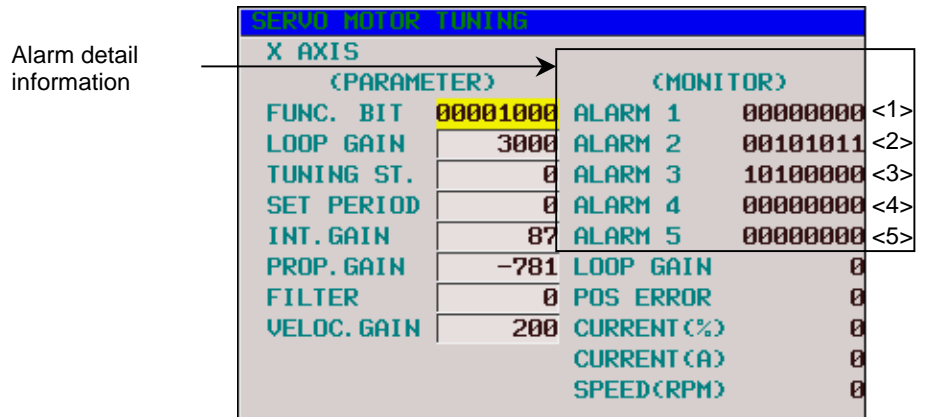 SERVO MOTOR TUNING
X AXIS
Alarm detail
information
(PARAMETER) (MONITOR)
FUNC. BIT 00001000 ALARM 1 00000000 <1>
LOOP GAIN 3000 ALARM 2 00101011 <2>
TUNING ST. 0 ALARM 3 10100000 <3>
SET PERIOD 0 ALARM 4 00000000 <4>
INT.GAIN 87 ALARM 5 00000000 <5>
PROP.GAIN -781 LOOP GAIN 0
FILTER 0 POS ERROR 0
VELOC.GAIN 200 CURRENT(%) 0
CURRENT(A) 0
SPEED(RPM) 0